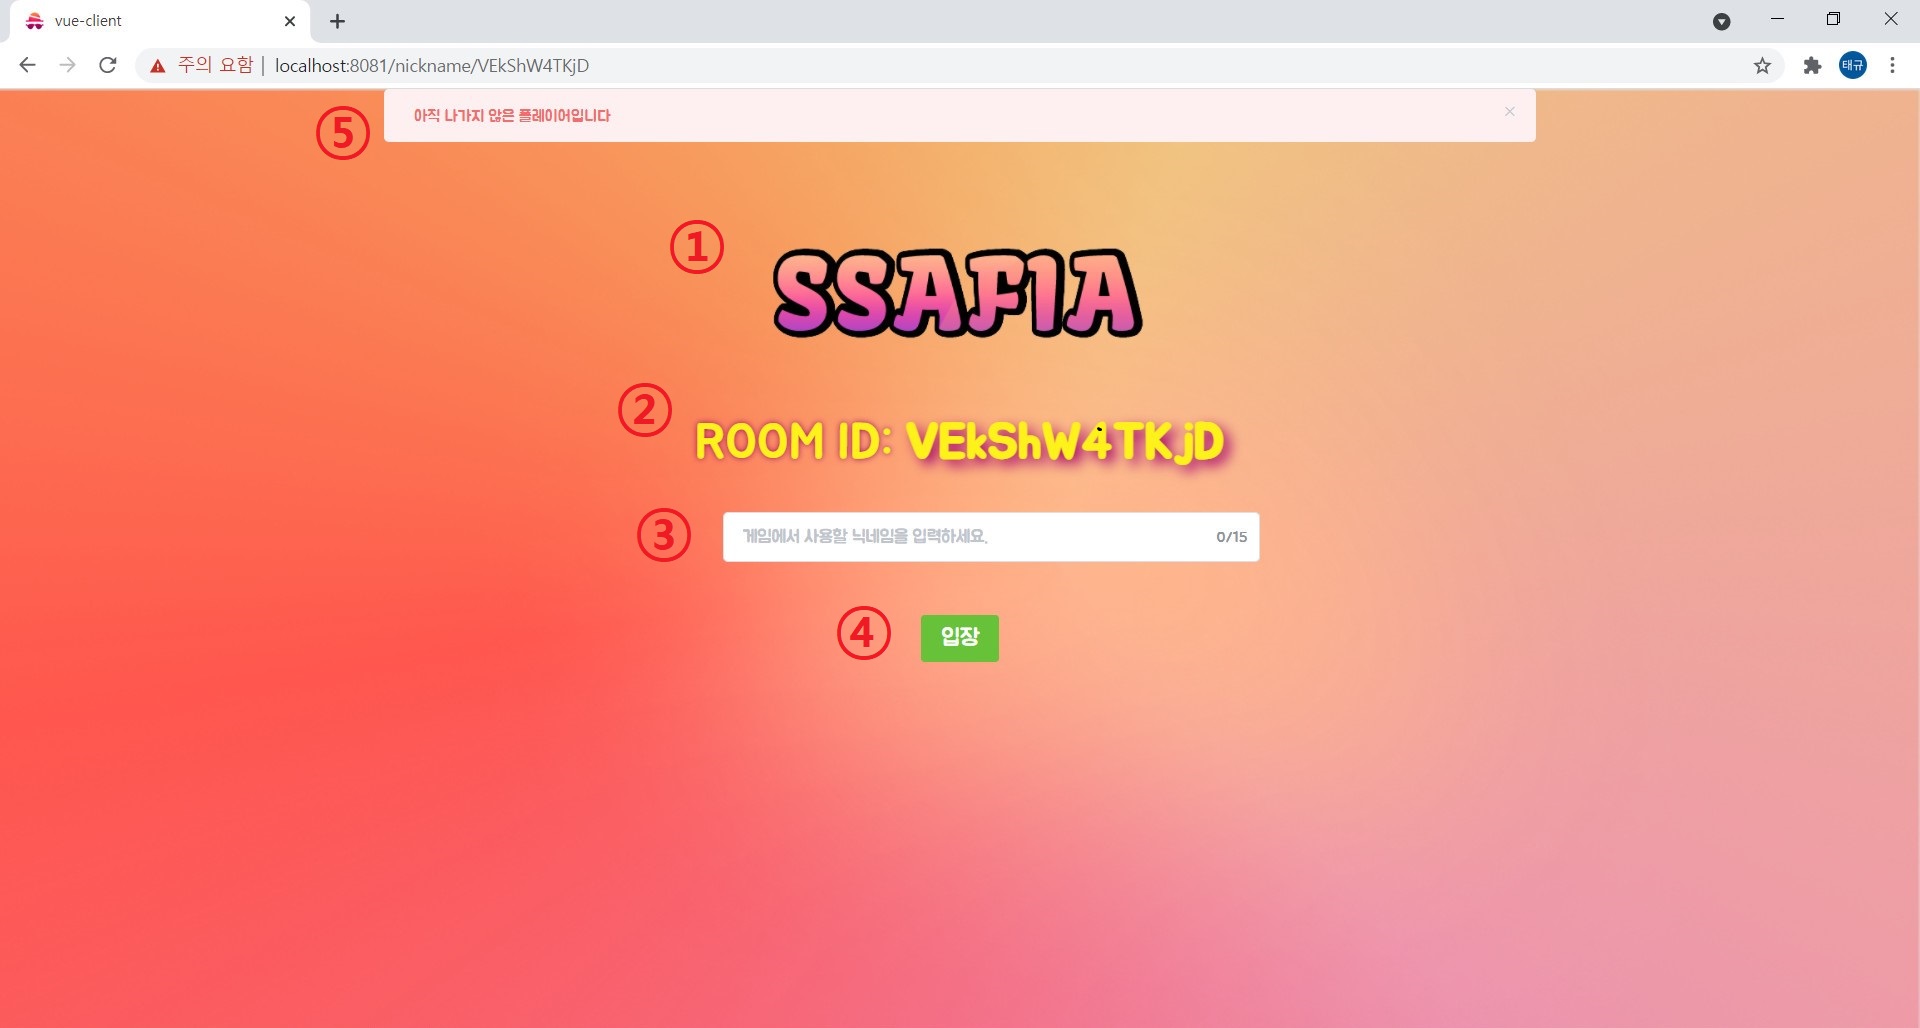 vue-client
주의 요함 | localhost:8081/nickname/VEkShW4TKjD
태규
⑤ 아직 나가지 않은 플레이어입니다
① SSAFIA
② ROOM ID: VEkShW4TKjD
③ 게임에서 사용할 닉네임을 입력하세요. 0/15
④ 입장